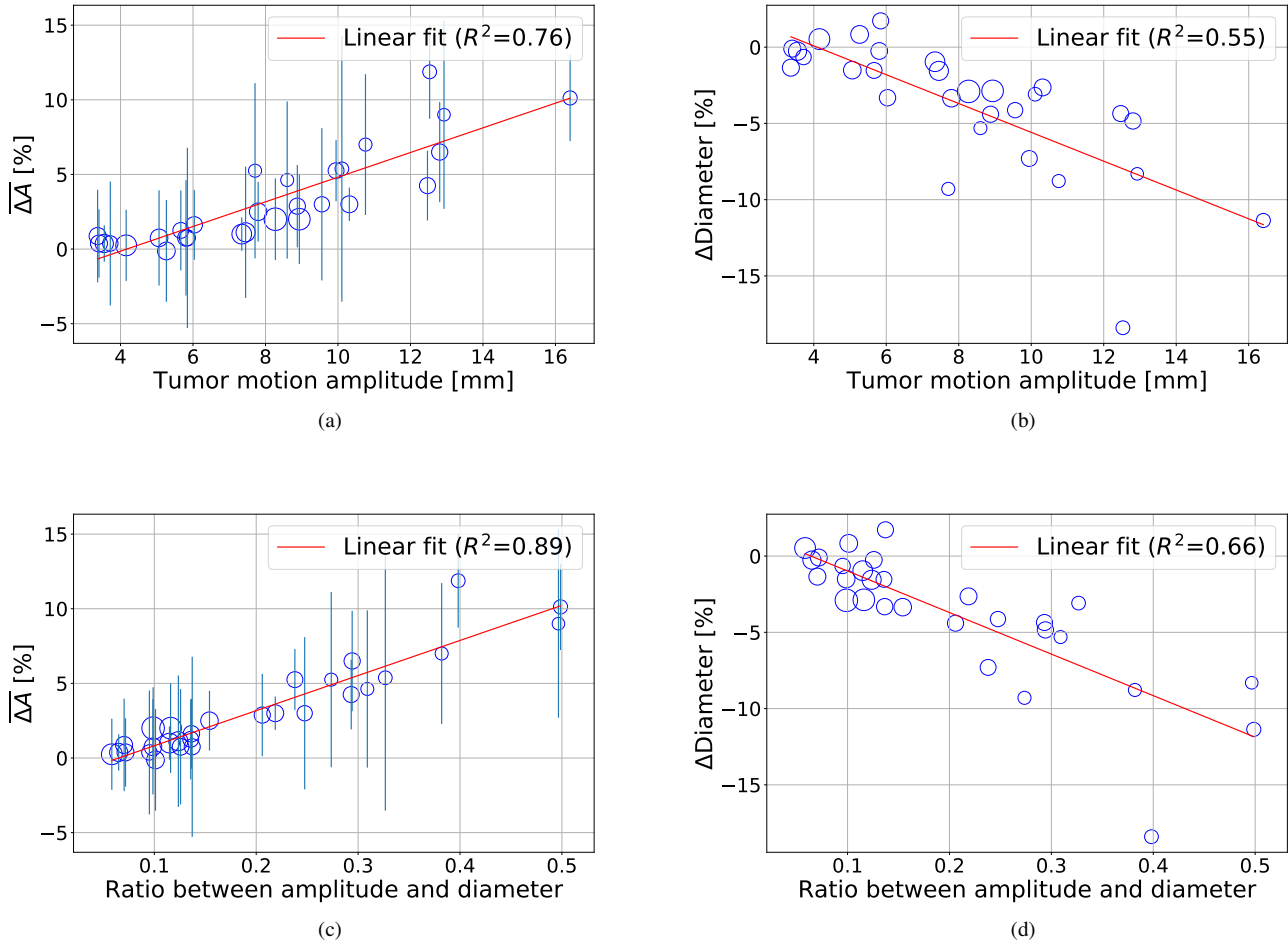 15
10
5
0
−5
Linear fit (R²=0.76)
\overline{ΔA} [%]
4 6 8 10 12 14 16
Tumor motion amplitude [mm]
(a)
0
−5
−10
−15
Linear fit (R²=0.55)
ΔDiameter [%]
4 6 8 10 12 14 16
Tumor motion amplitude [mm]
(b)
15
10
5
0
−5
Linear fit (R²=0.89)
\overline{ΔA} [%]
0.1 0.2 0.3 0.4 0.5
Ratio between amplitude and diameter
(c)
0
−5
−10
−15
Linear fit (R²=0.66)
ΔDiameter [%]
0.1 0.2 0.3 0.4 0.5
Ratio between amplitude and diameter
(d)